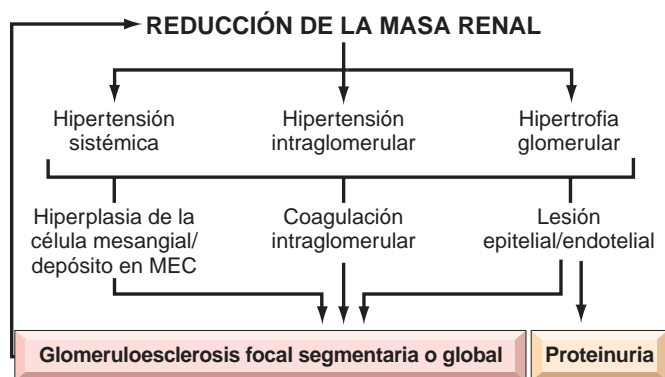 REDUCCIÓN DE LA MASA RENAL
Hipertensión
sistémica
Hipertensión
intraglomerular
Hipertrofia
glomerular
Hiperplasia de la
célula mesangial/
depósito en MEC
Coagulación
intraglomerular
Lesión
epitelial/endotelial
Glomeruloesclerosis focal segmentaria o global
Proteinuria